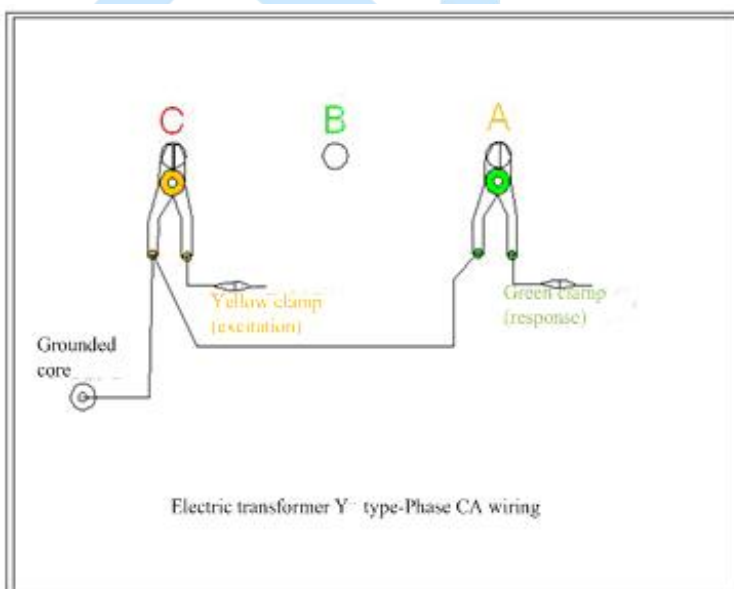 C B A
Yellow clamp
(excitation)
Green clamp
(response)
Grounded
core
Electric transformer Y type-Phase CA wiring